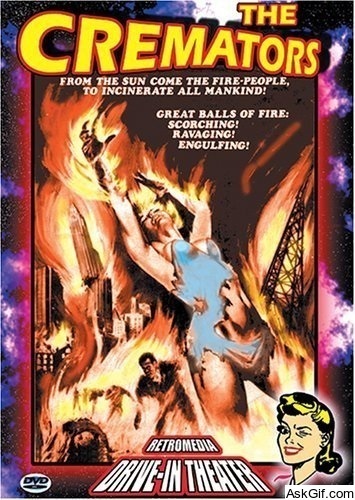 THE
CREMATORS
FROM THE SUN COME THE FIRE-PEOPLE,
TO INCINERATE ALL MANKIND!
GREAT BALLS OF FIRE:
SCORCHING!
RAVAGING!
ENGULFING!
RETROMEDIA
DRIVE-IN THEATER
DVD
AskGif.com